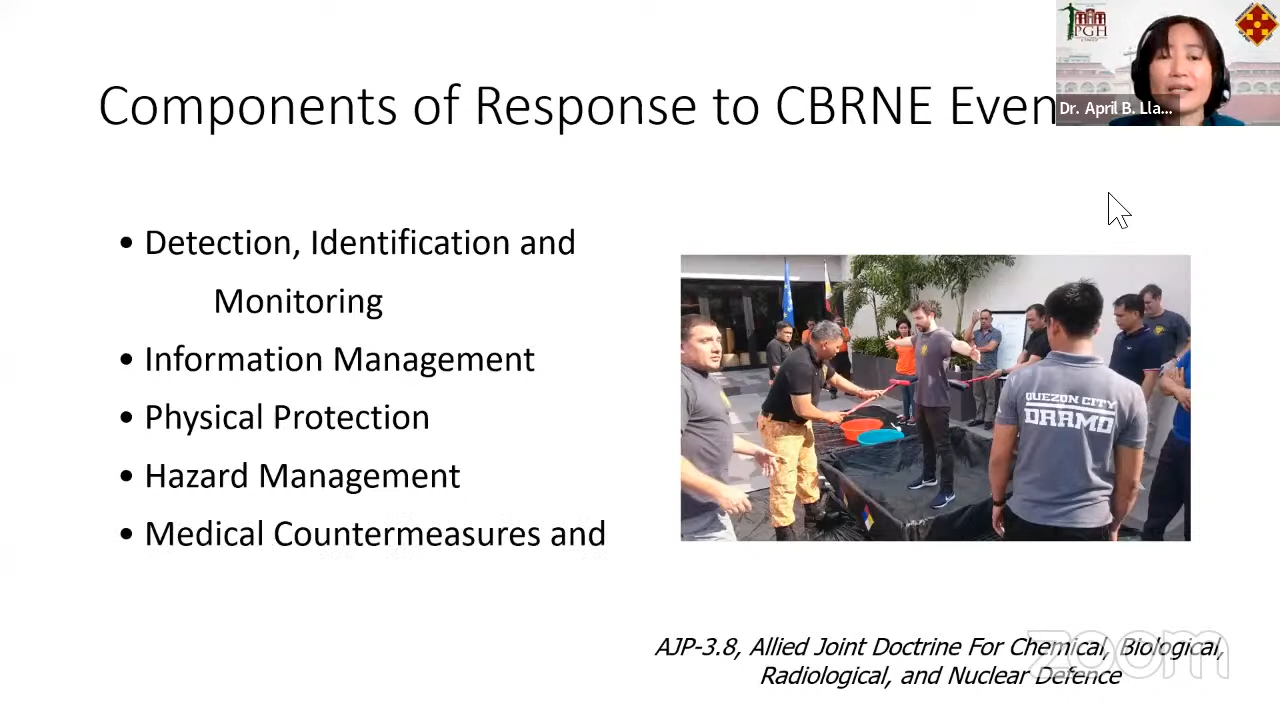 PGH
Dr. April B. Lla...
Components of Response to CBRNE Even
• Detection, Identification and
Monitoring
• Information Management
• Physical Protection
• Hazard Management
• Medical Countermeasures and
QUEZON CITY
DRRMO
AJP-3.8, Allied Joint Doctrine For Chemical, Biological,
Radiological, and Nuclear Defence
zoom